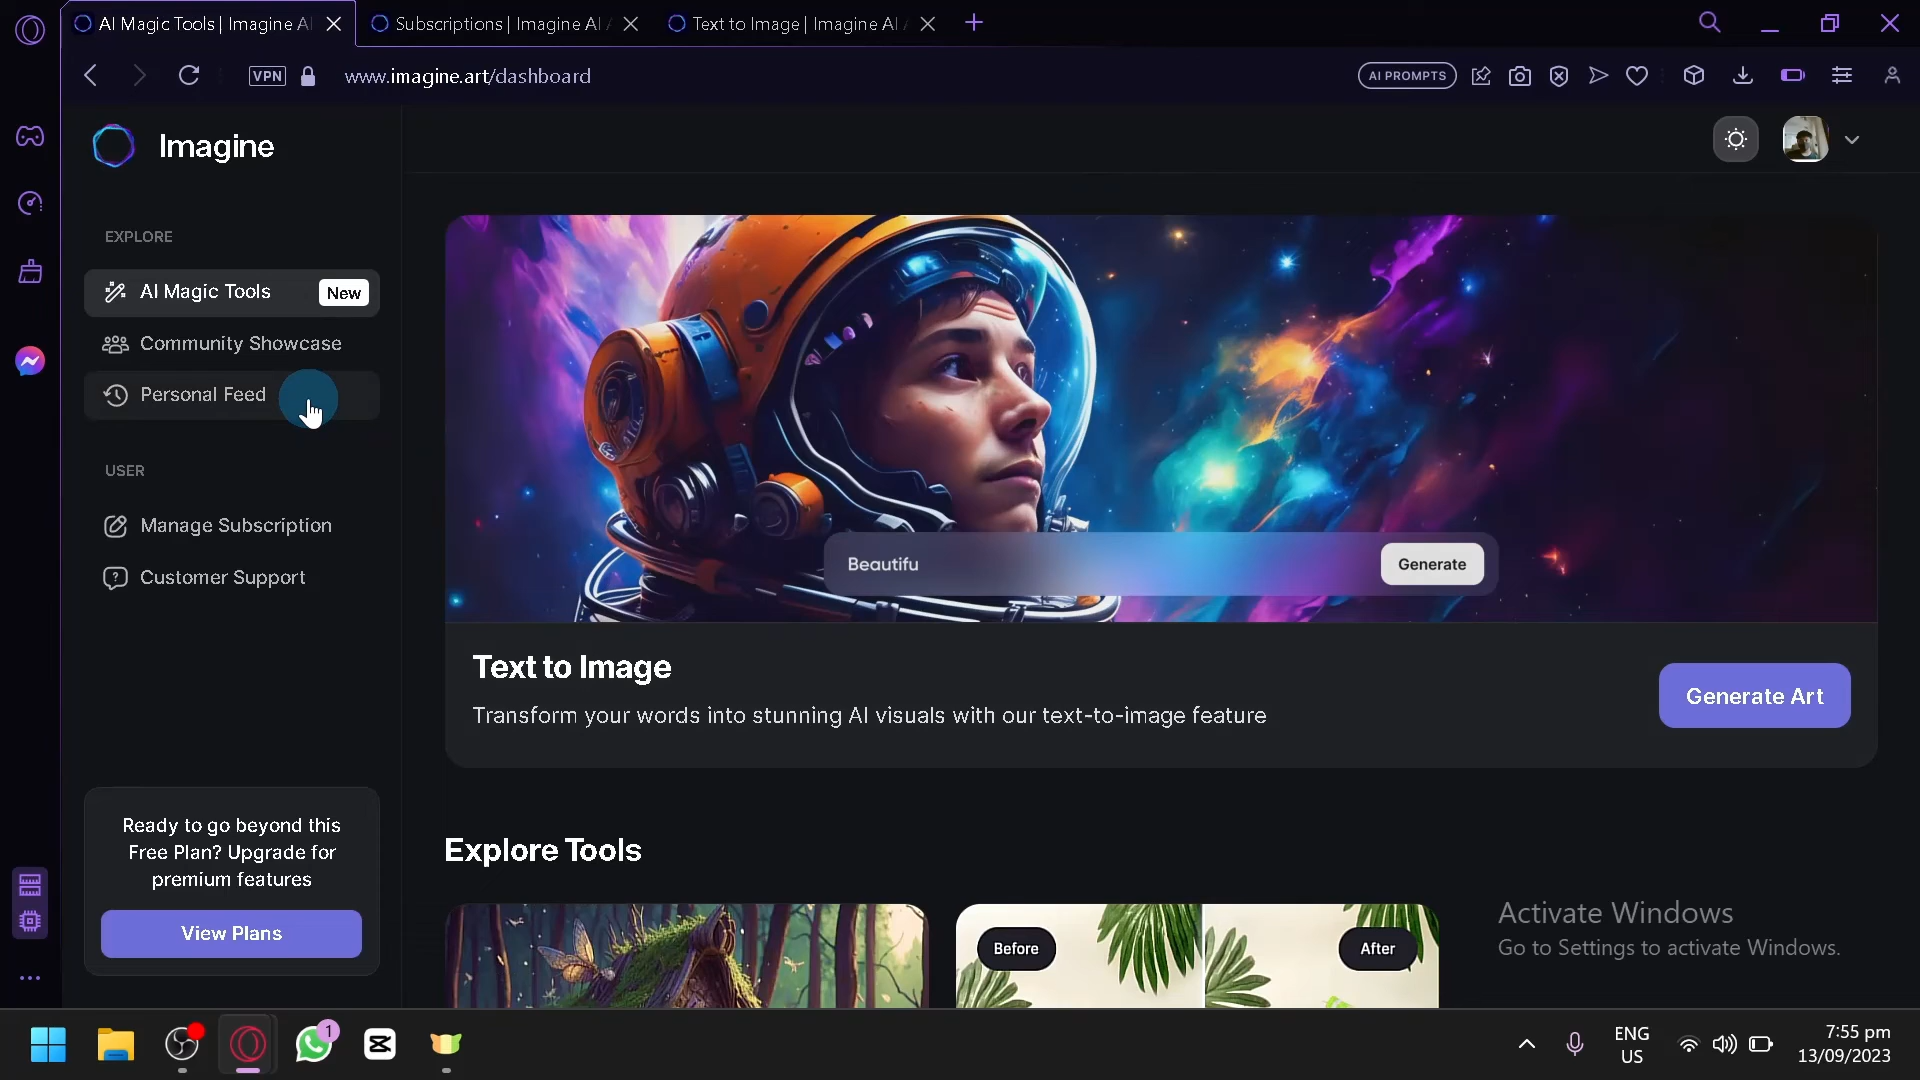 AI Magic Tools | Imagine AI
Subscriptions | Imagine AI
Text to Image | Imagine AI
VPN
www.imagine.art/dashboard
AI PROMPTS
Imagine
EXPLORE
AI Magic Tools
New
Community Showcase
Personal Feed
USER
Manage Subscription
Customer Support
Beautifu
Generate
Text to Image
Transform your words into stunning AI visuals with our text-to-image feature
Generate Art
Ready to go beyond this
Free Plan? Upgrade for
premium features
View Plans
Explore Tools
Before
After
Activate Windows
Go to Settings to activate Windows.
1
ENG
US
7:55 pm
13/09/2023